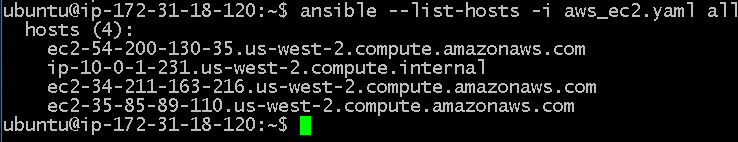 ubuntu@ip-172-31-18-120:~$ ansible --list-hosts -i aws_ec2.yaml all
  hosts (4):
    ec2-54-200-130-35.us-west-2.compute.amazonaws.com
    ip-10-0-1-231.us-west-2.compute.internal
    ec2-34-211-163-216.us-west-2.compute.amazonaws.com
    ec2-35-85-89-110.us-west-2.compute.amazonaws.com
ubuntu@ip-172-31-18-120:~$